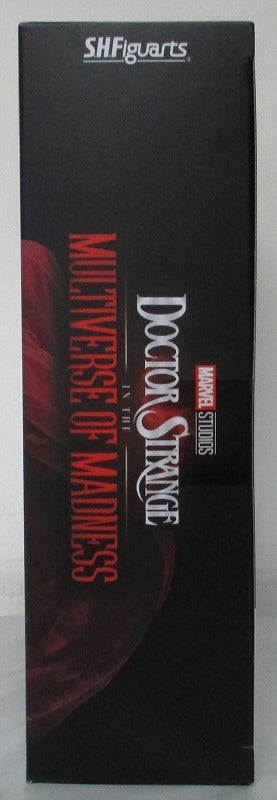 S.H.Figuarts
MARVEL STUDIOS
DOCTOR STRANGE
IN THE
MULTIVERSE OF MADNESS